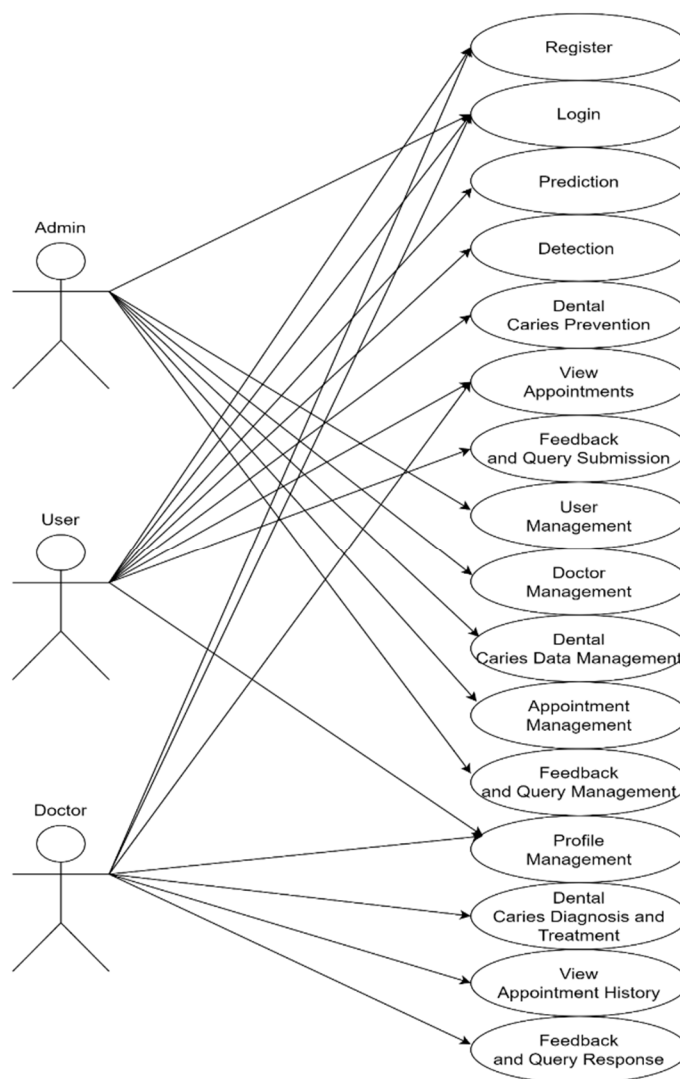 Register
Login
Prediction
Admin
Detection
Dental
Caries Prevention
View
Appointments
Feedback
and Query Submission
User
User
Management
Doctor
Management
Dental
Caries Data Management
Appointment
Management
Feedback
and Query Management
Doctor
Profile
Management
Dental
Caries Diagnosis and
Treatment
View
Appointment History
Feedback
and Query Response